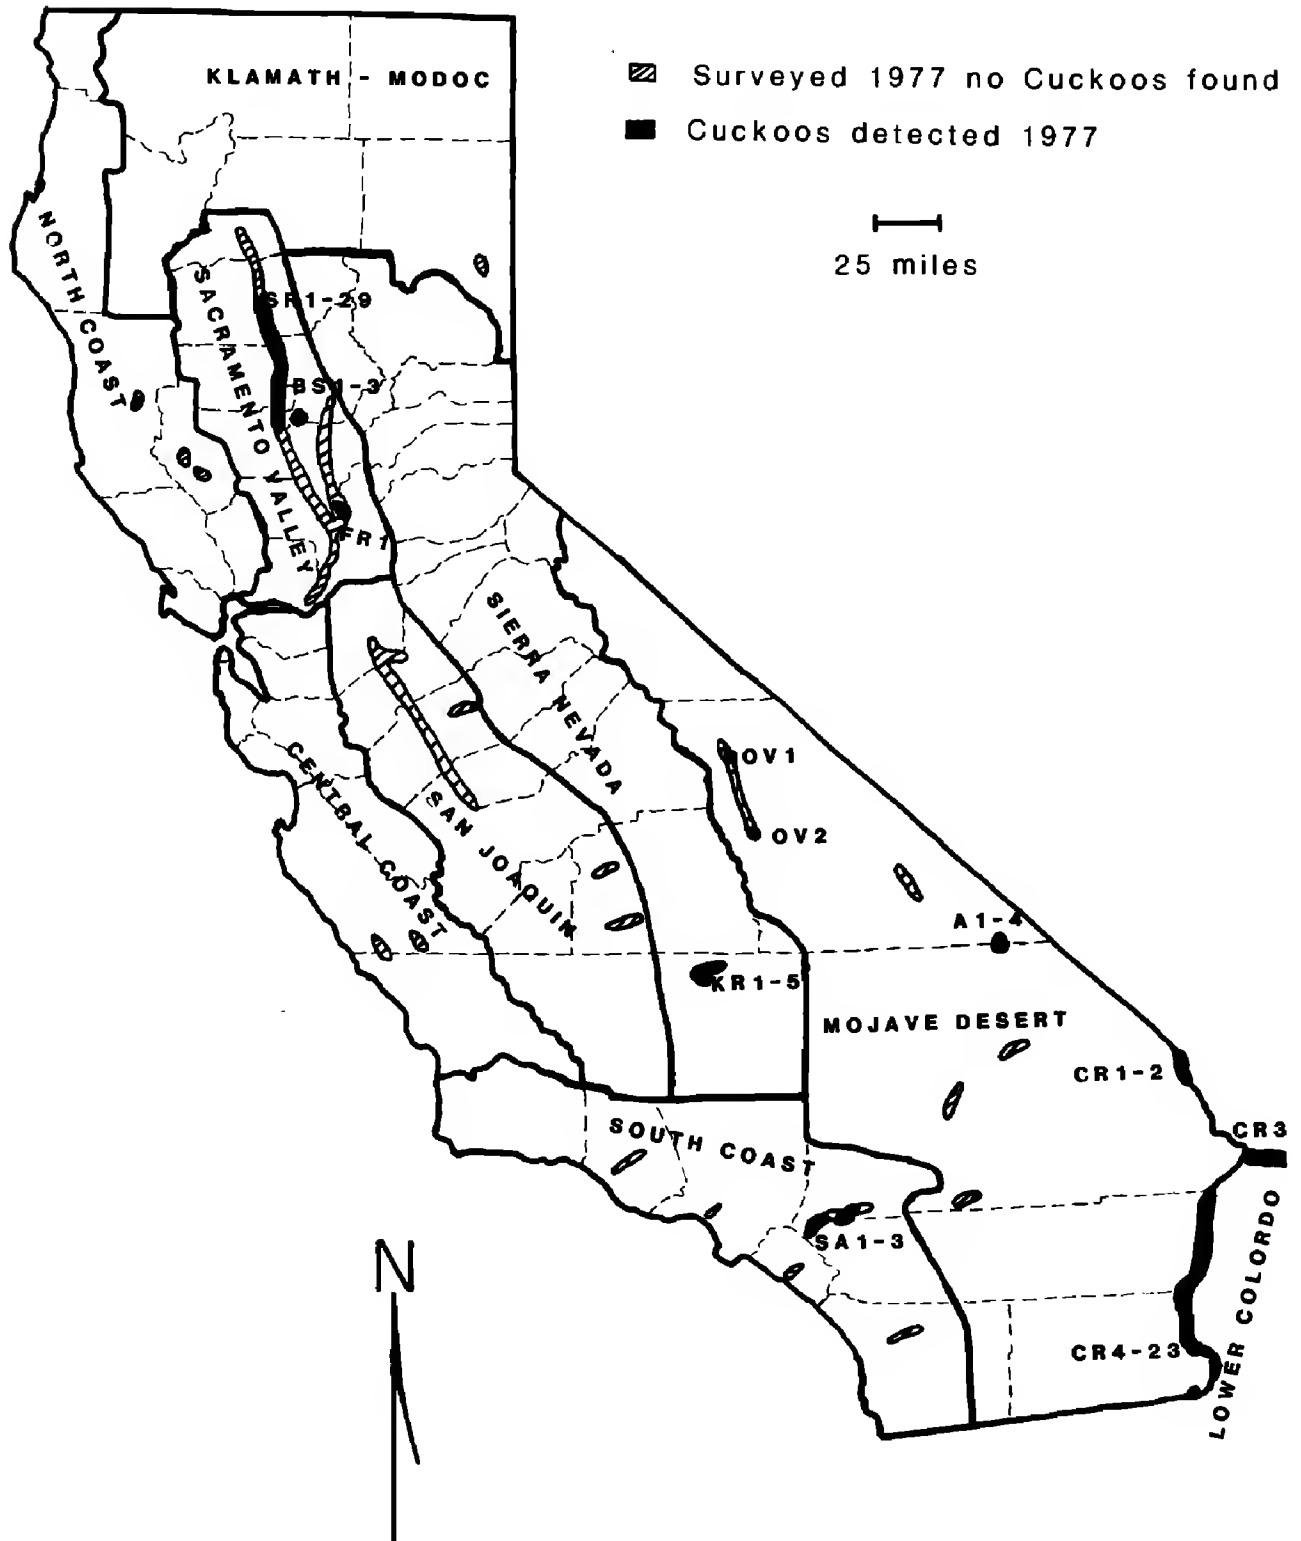 KLAMATH - MODOC
Surveyed 1977 no Cuckoos found
Cuckoos detected 1977
25 miles
NORTH COAST
SACRAMENTO VALLEY
SR1-29
BS1-3
FR1
SIERRA NEVADA
CENTRAL COAST
SAN JOAQUIN
OV1
OV2
A1-4
KR1-5
MOJAVE DESERT
CR1-2
CR3
SOUTH COAST
SA1-3
CR4-23
LOWER COLORDO
N